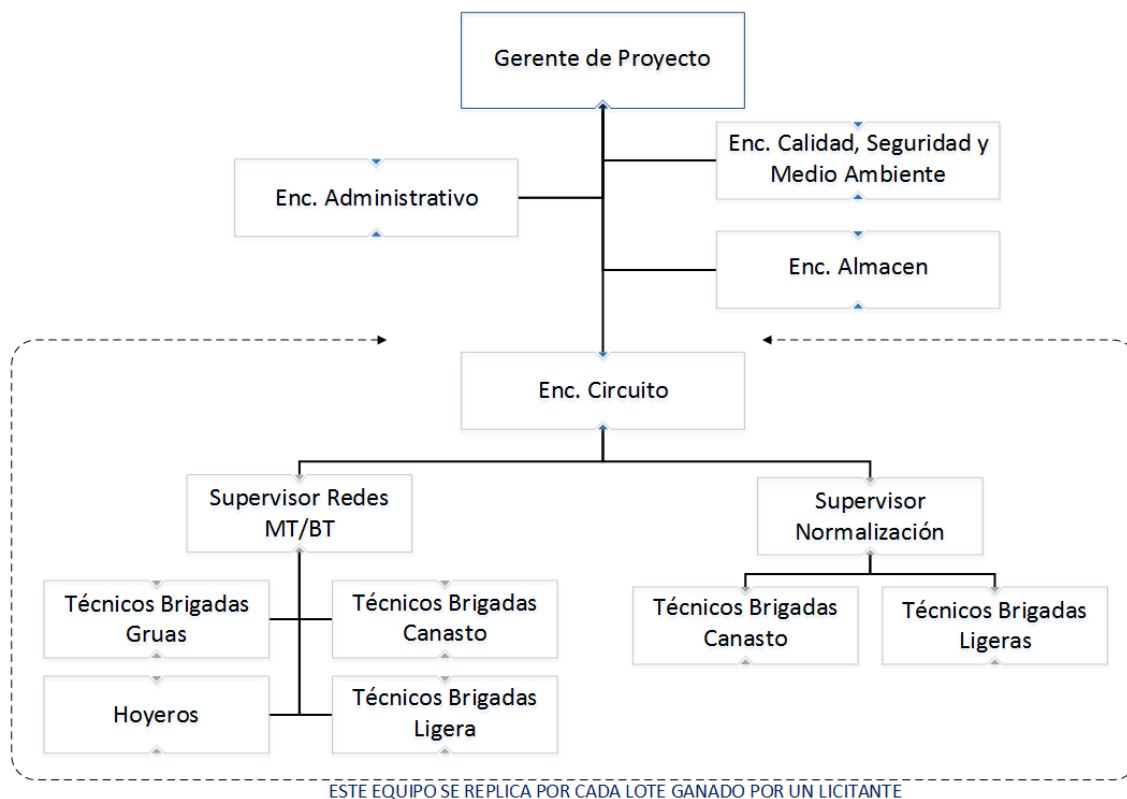 Gerente de Proyecto
Enc. Calidad, Seguridad y
Medio Ambiente
Enc. Administrativo
Enc. Almacen
Enc. Circuito
Supervisor Redes
MT/BT
Supervisor
Normalización
Técnicos Brigadas
Gruas
Técnicos Brigadas
Canasto
Técnicos Brigadas
Canasto
Técnicos Brigadas
Ligeras
Hoyeros
Técnicos Brigadas
Ligera
ESTE EQUIPO SE REPLICA POR CADA LOTE GANADO POR UN LICITANTE